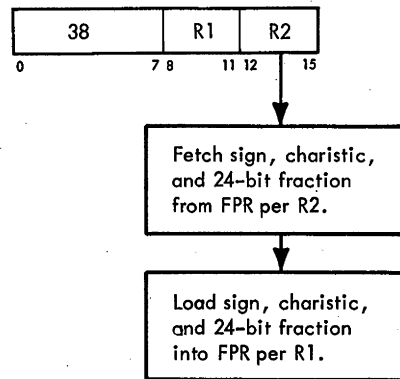 38 R1 R2
0 7 8 11 12 15
Fetch sign, charistic,
and 24-bit fraction
from FPR per R2.
Load sign, charistic,
and 24-bit fraction
into FPR per R1.